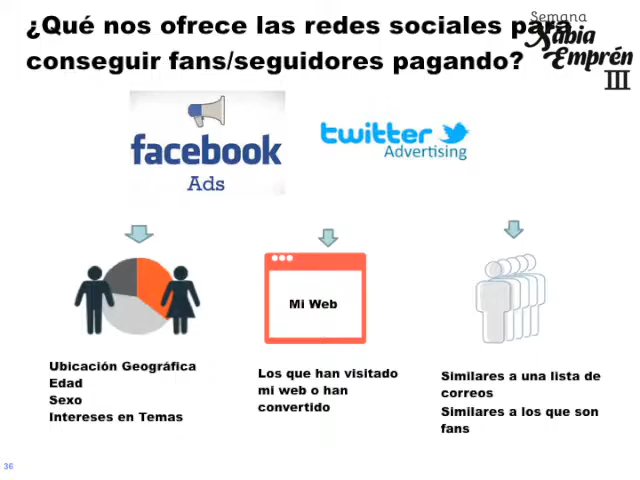 ¿Qué nos ofrece las redes sociales para
conseguir fans/seguidores pagando?
Semana
Xabia
Emprén
III
facebook
Ads
twitter
Advertising
Mi Web
Ubicación Geográfica
Edad
Sexo
Intereses en Temas
Los que han visitado
mi web o han
convertido
Similares a una lista de
correos
Similares a los que son
fans
36